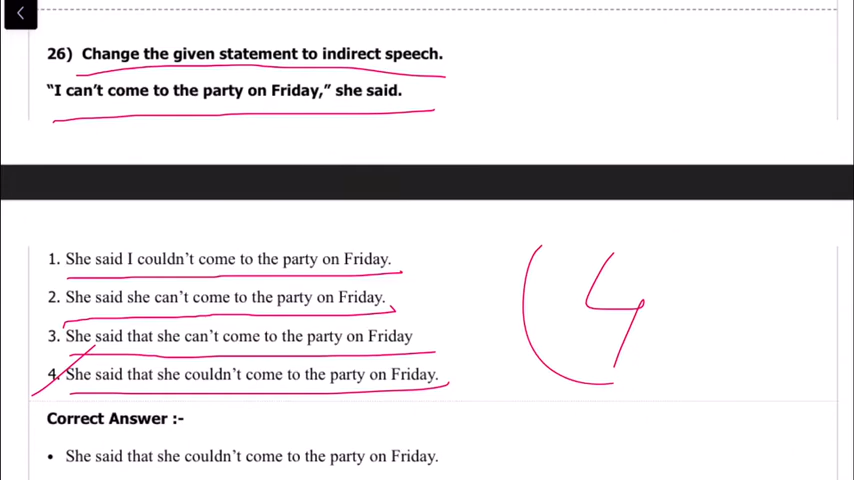 26) Change the given statement to indirect speech.
“I can’t come to the party on Friday,” she said.
1. She said I couldn’t come to the party on Friday.
2. She said she can’t come to the party on Friday.
3. She said that she can’t come to the party on Friday
4. She said that she couldn’t come to the party on Friday.
4
Correct Answer :-
• She said that she couldn’t come to the party on Friday.